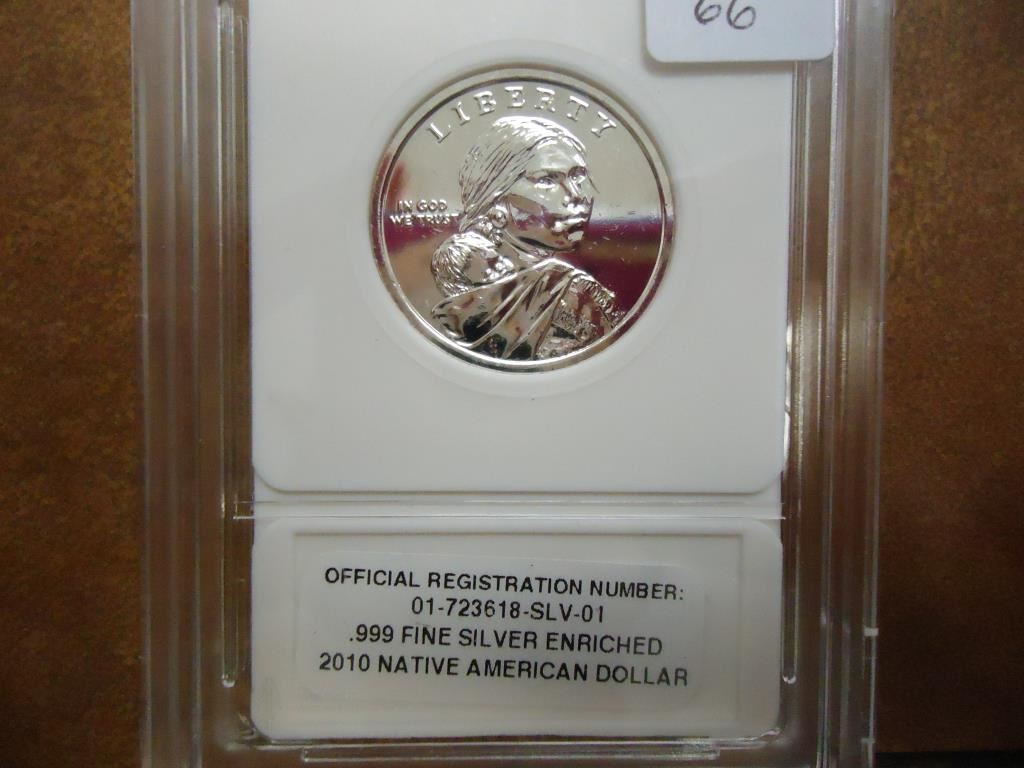 66
LIBERTY
IN GOD
WE TRUST
OFFICIAL REGISTRATION NUMBER:
01-723618-SLV-01
.999 FINE SILVER ENRICHED
2010 NATIVE AMERICAN DOLLAR